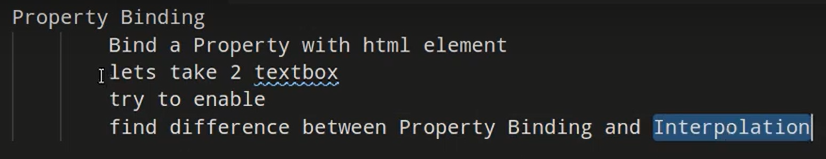 Property Binding
Bind a Property with html element
lets take 2 textbox
try to enable
find difference between Property Binding and Interpolation